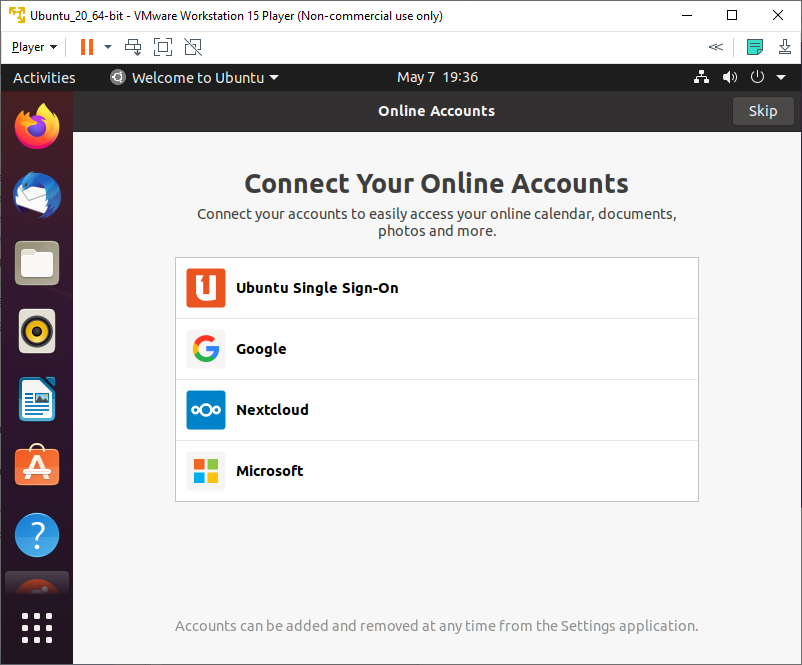 Ubuntu_20_64-bit - VMware Workstation 15 Player (Non-commercial use only)
Player
Activities
Welcome to Ubuntu
May 7 19:36
Online Accounts
Skip
Connect Your Online Accounts
Connect your accounts to easily access your online calendar, documents,
photos and more.
Ubuntu Single Sign-On
Google
Nextcloud
Microsoft
Accounts can be added and removed at any time from the Settings application.